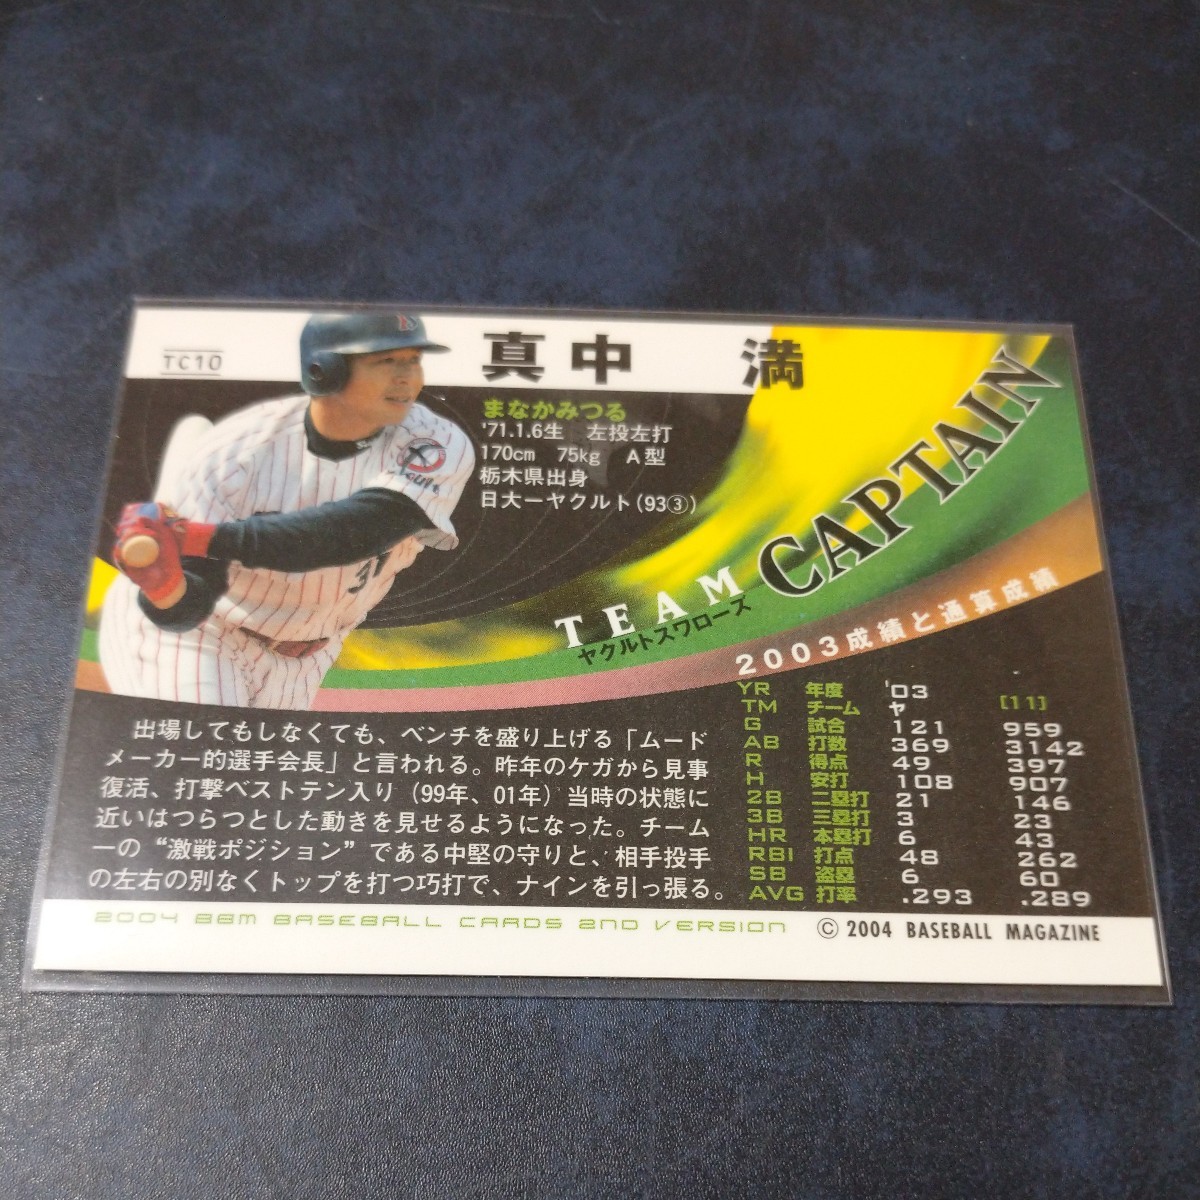 TC10
真中 満
まなかみつる
'71.1.6生 左投左打
170cm 75kg A型
栃木県出身
日大―ヤクルト(93③)
TEAM CAPTAIN
ヤクルトスワローズ
2003成績と通算成績
YR 年度 '03
TM チーム ヤ [11]
G 試合 121 959
AB 打数 369 3142
R 得点 49 397
H 安打 108 907
2B 二塁打 21 146
3B 三塁打 3 23
HR 本塁打 6 43
RBI 打点 48 262
SB 盗塁 6 60
AVG 打率 .293 .289
出場してもしなくても、ベンチを盛り上げる「ムード
メーカー的選手会長」と言われる。昨年のケガから見事
復活、打撃ベストテン入り(99年、01年)当時の状態に
近いはつらつとした動きを見せるようになった。チーム
一の“激戦ポジション”である中堅の守りと、相手投手
の左右の別なくトップを打つ巧打で、ナインを引っ張る。
2004 BBM BASEBALL CARDS 2ND VERSION
© 2004 BASEBALL MAGAZINE